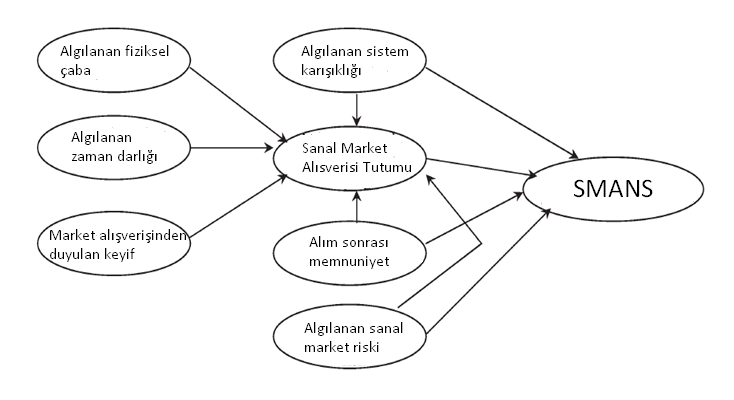 Algılanan fiziksel
çaba
Algılanan sistem
karışıklığı
Algılanan
zaman darlığı
Sanal Market
Alısverisi Tutumu
SMANS
Market alışverişinden
duyulan keyif
Alım sonrası
memnuniyet
Algılanan sanal
market riski